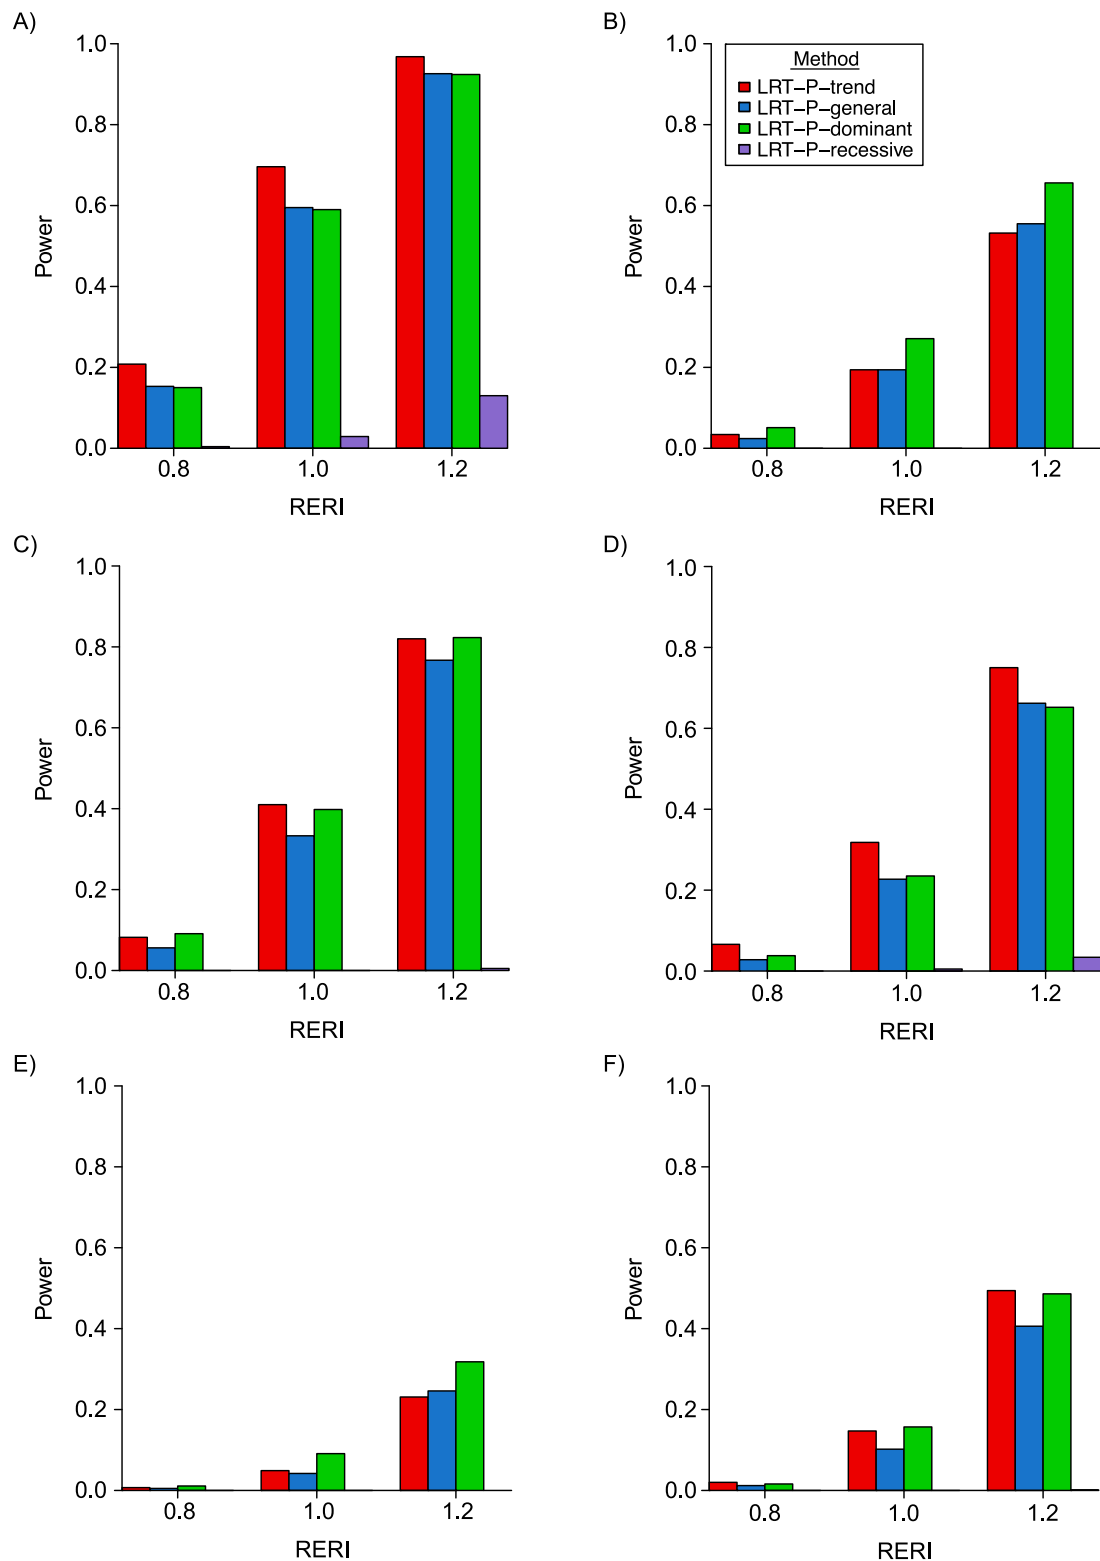 A)
1.0
0.8
0.6
0.4
0.2
0.0
Power
0.8 1.0 1.2
RERI
B)
1.0
0.8
0.6
0.4
0.2
0.0
Power
Method
LRT–P–trend
LRT–P–general
LRT–P–dominant
LRT–P–recessive
0.8 1.0 1.2
RERI
C)
1.0
0.8
0.6
0.4
0.2
0.0
Power
0.8 1.0 1.2
RERI
D)
1.0
0.8
0.6
0.4
0.2
0.0
Power
0.8 1.0 1.2
RERI
E)
1.0
0.8
0.6
0.4
0.2
0.0
Power
0.8 1.0 1.2
RERI
F)
1.0
0.8
0.6
0.4
0.2
0.0
Power
0.8 1.0 1.2
RERI